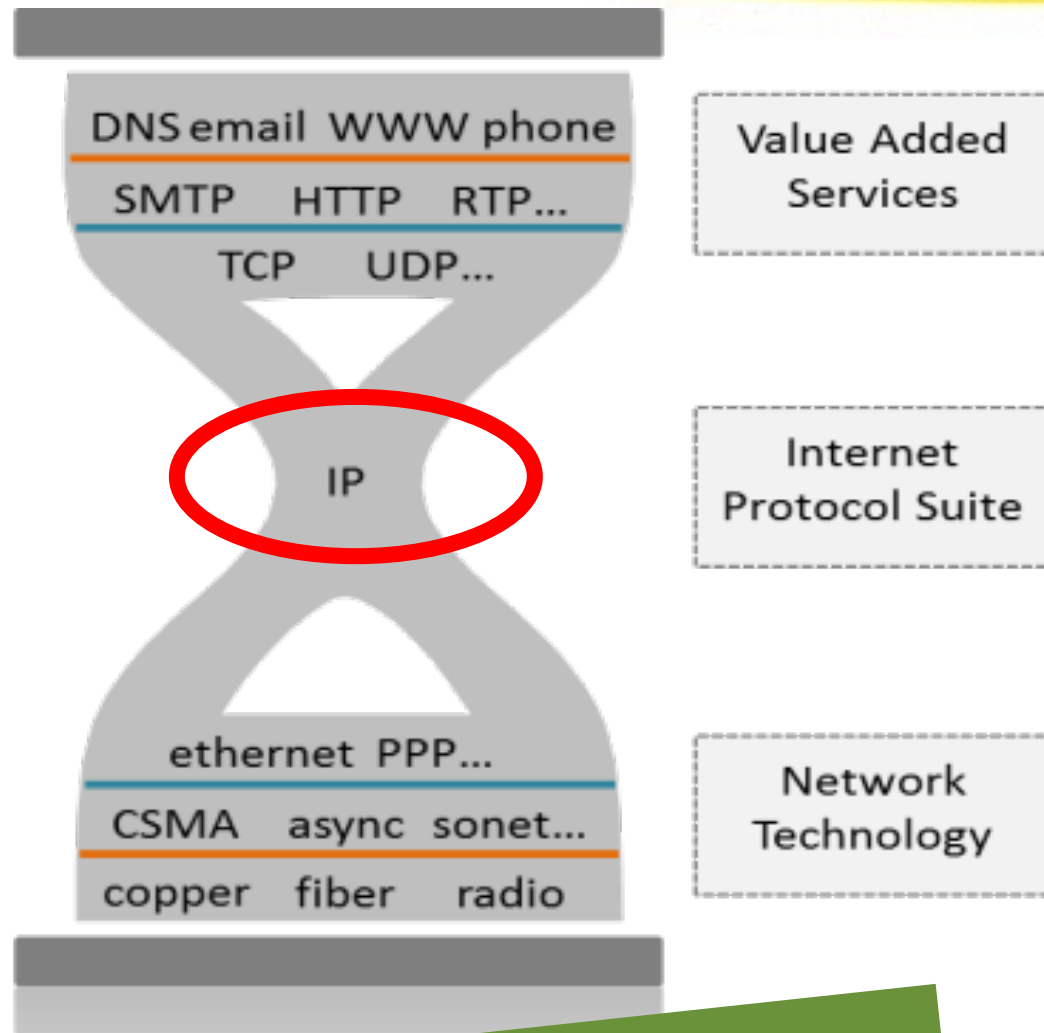 DNS email WWW phone
SMTP HTTP RTP...
TCP UDP...
IP
ethernet PPP...
CSMA async sonet...
copper fiber radio
Value Added
Services
Internet
Protocol Suite
Network
Technology